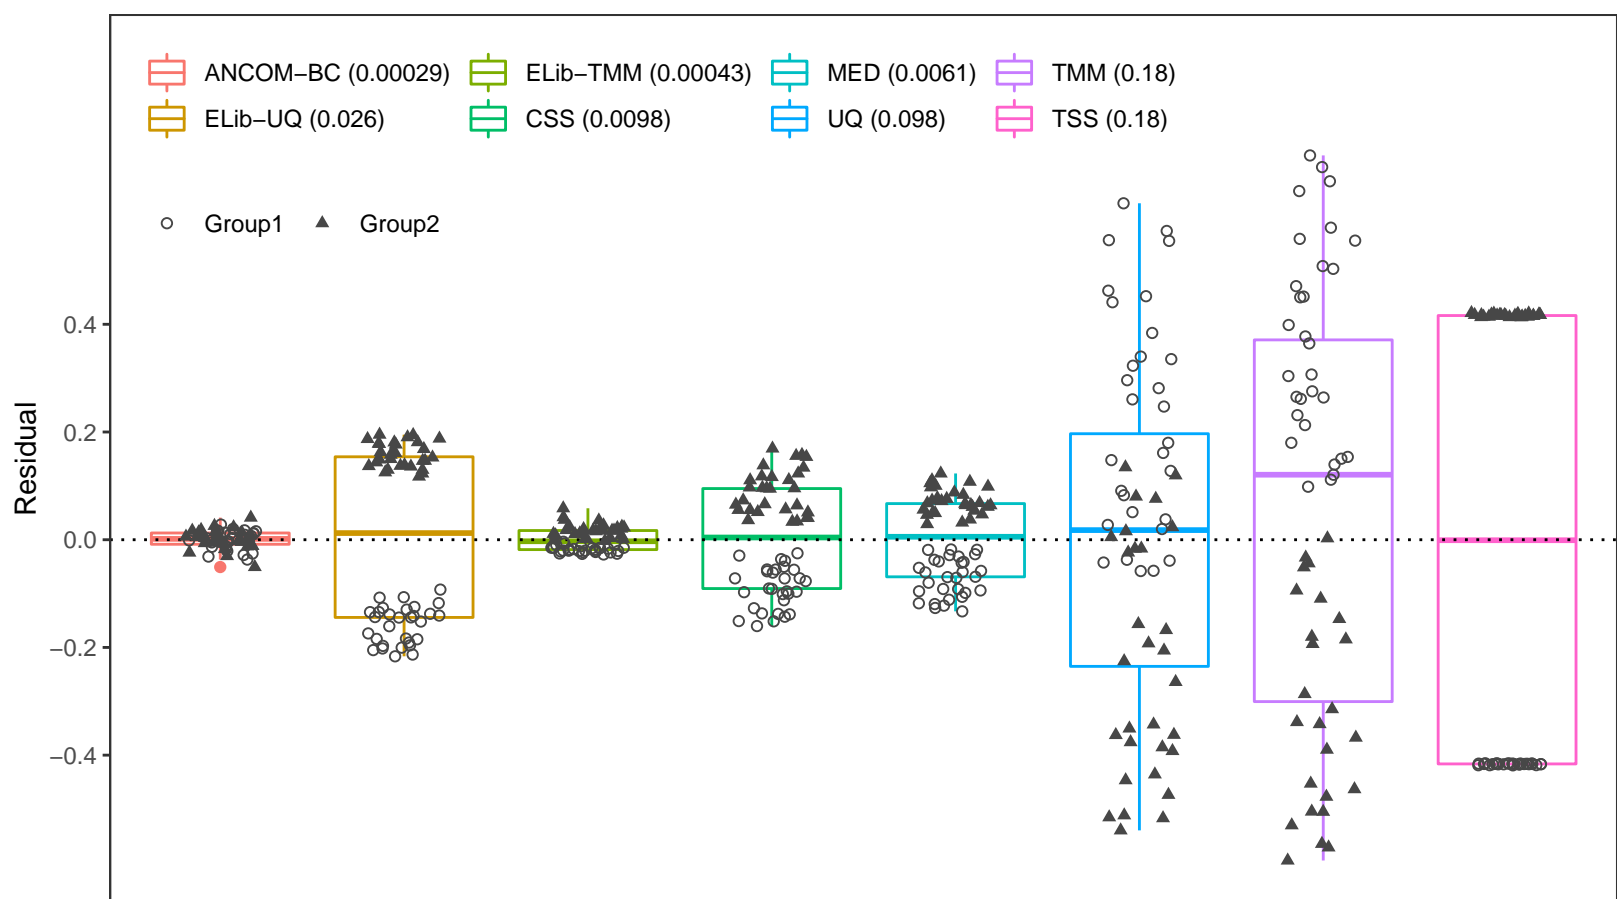 ANCOM−BC (0.00029) ELib−TMM (0.00043) MED (0.0061) TMM (0.18)
ELib−UQ (0.026) CSS (0.0098) UQ (0.098) TSS (0.18)
Group1 Group2
0.4
0.2
0.0
−0.2
−0.4
Residual